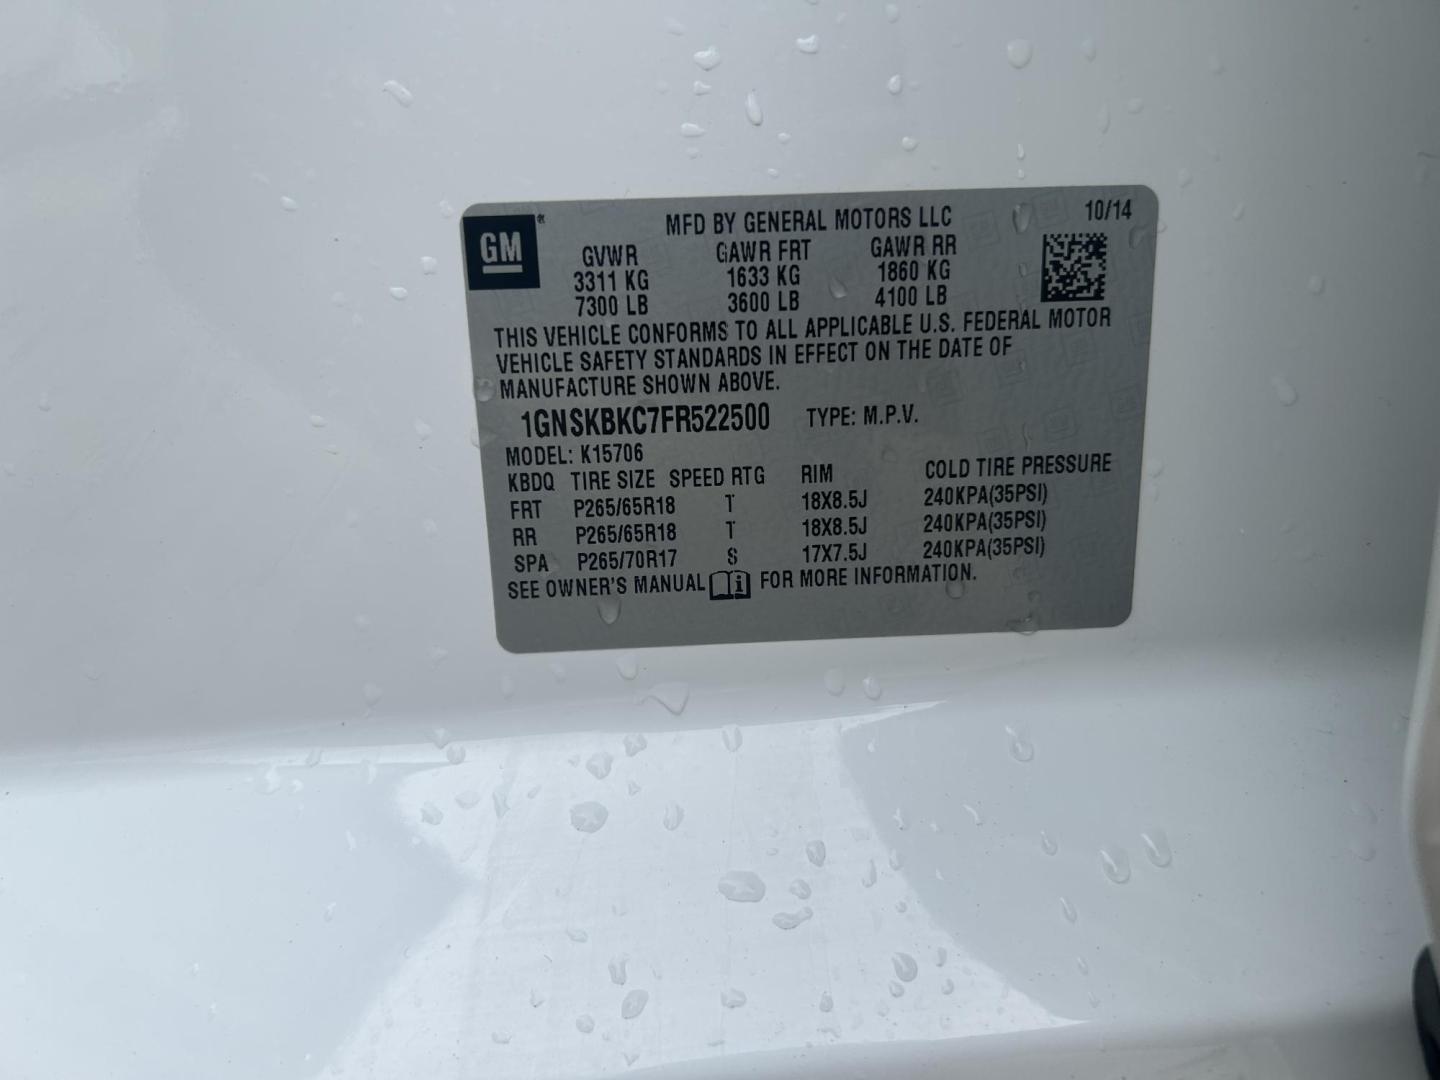 GM
MFD BY GENERAL MOTORS LLC 10/14
GVWR GAWR FRT GAWR RR
3311 KG 1633 KG 1860 KG
7300 LB 3600 LB 4100 LB
THIS VEHICLE CONFORMS TO ALL APPLICABLE U.S. FEDERAL MOTOR
VEHICLE SAFETY STANDARDS IN EFFECT ON THE DATE OF
MANUFACTURE SHOWN ABOVE.
1GNSKBKC7FR522500 TYPE: M.P.V.
MODEL: K15706
KBDQ TIRE SIZE SPEED RTG RIM COLD TIRE PRESSURE
FRT P265/65R18 T 18X8.5J 240KPA(35PSI)
RR P265/65R18 T 18X8.5J 240KPA(35PSI)
SPA P265/70R17 S 17X7.5J 240KPA(35PSI)
SEE OWNER'S MANUAL FOR MORE INFORMATION.